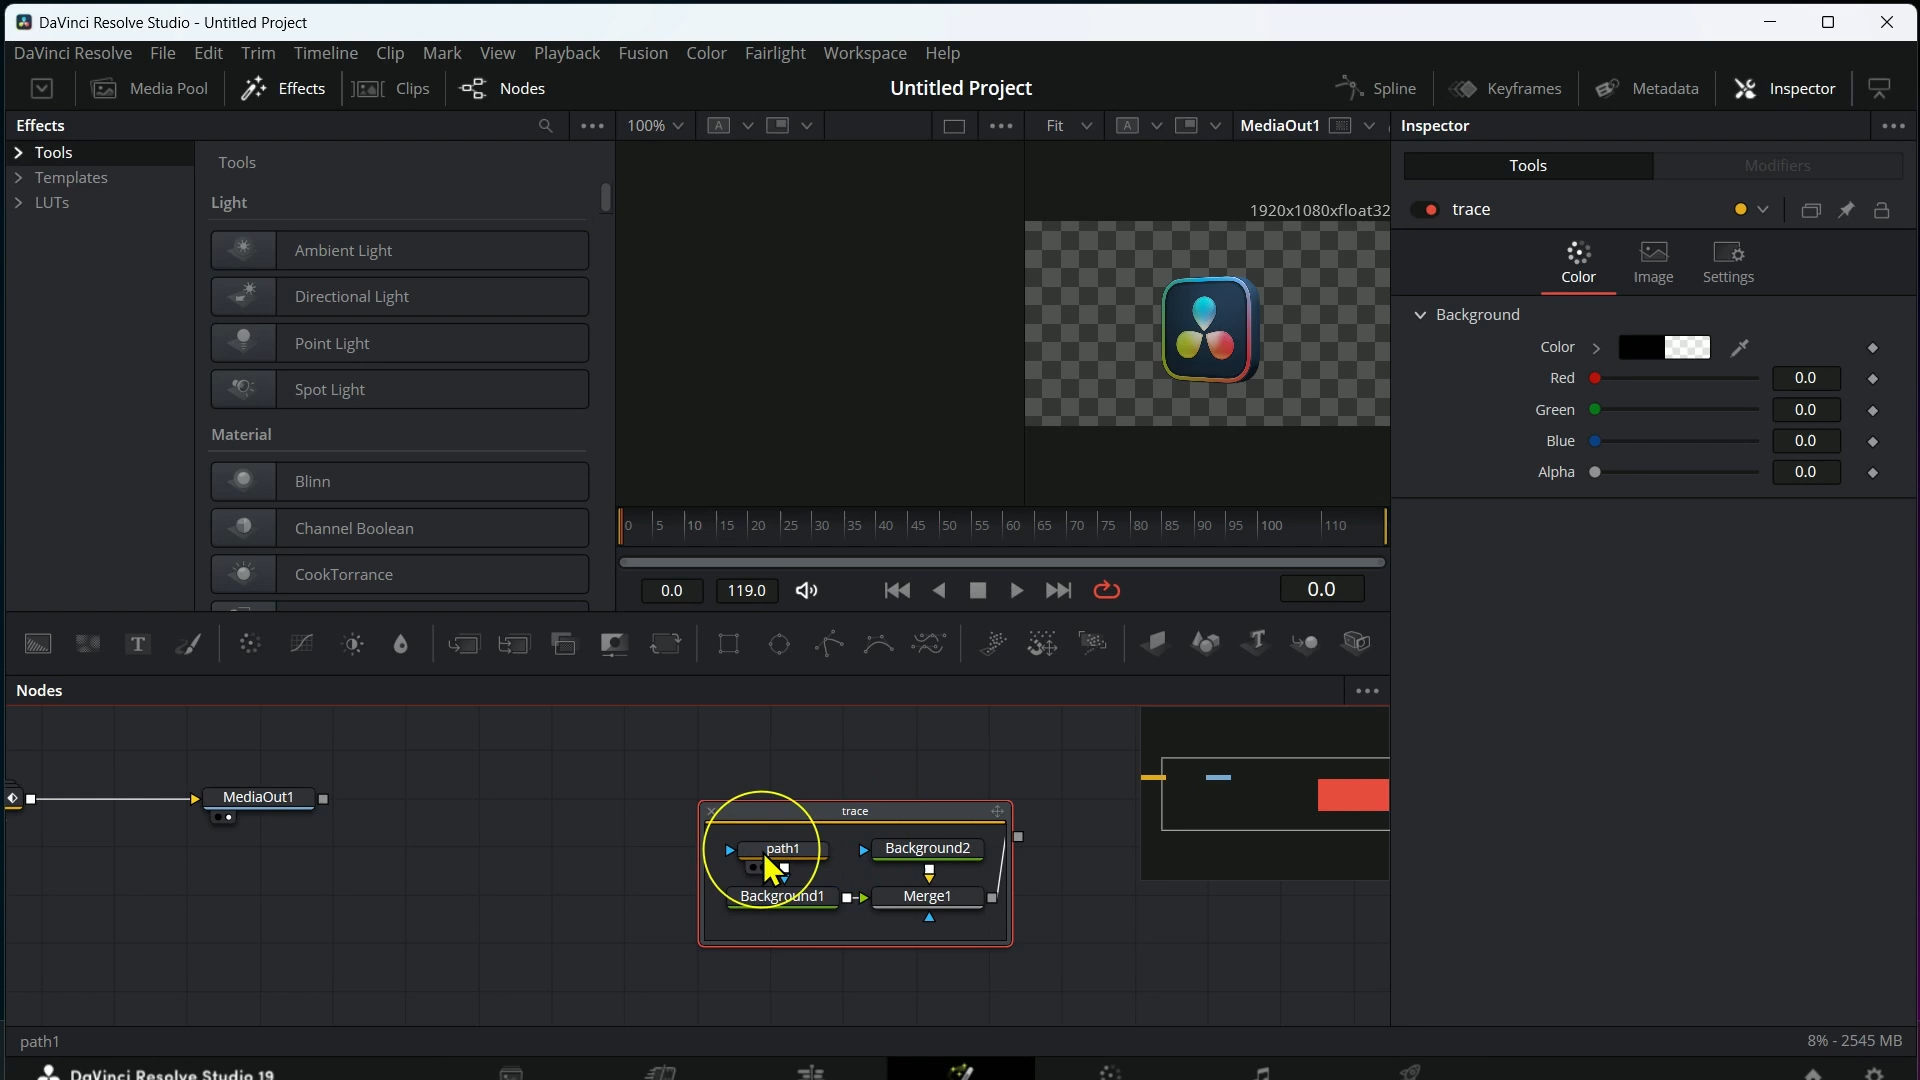 DaVinci Resolve Studio - Untitled Project
DaVinci Resolve File Edit Trim Timeline Clip Mark View Playback Fusion Color Fairlight Workspace Help
Media Pool Effects Clips Nodes Untitled Project Spline Keyframes Metadata Inspector
Effects 100% A Fit A MediaOut1 Inspector
Tools
Templates
LUTs
Tools
Light
Ambient Light
Directional Light
Point Light
Spot Light
Material
Blinn
Channel Boolean
CookTorrance
1920x1080xfloat32
0 5 10 15 20 25 30 35 40 45 50 55 60 65 70 75 80 85 90 95 100 110
0.0 119.0 0.0
Tools Modifiers
trace
Color Image Settings
Background
Color
Red 0.0
Green 0.0
Blue 0.0
Alpha 0.0
T T
Nodes
MediaOut1
trace
path1 Background2
Background1 Merge1
path1 8% - 2545 MB
DaVinci Resolve Studio 19